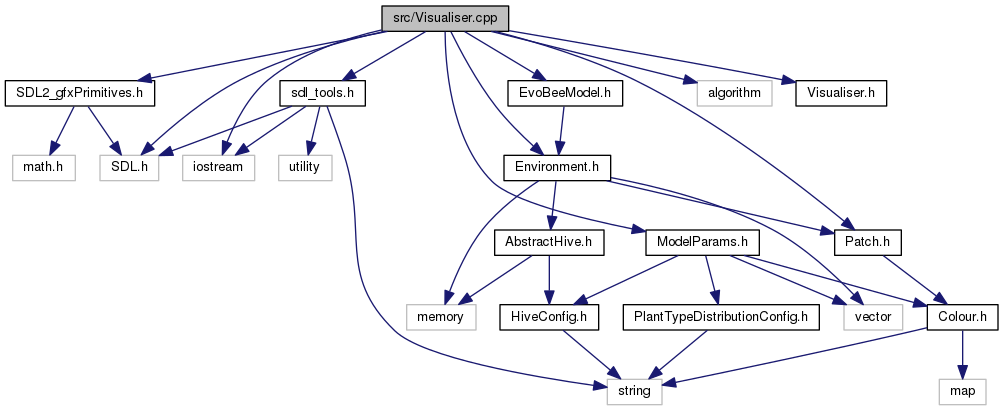 src/Visualiser.cpp
SDL2_gfxPrimitives.h
sdl_tools.h
EvoBeeModel.h
algorithm
Visualiser.h
math.h
SDL.h
iostream
utility
Environment.h
AbstractHive.h
ModelParams.h
Patch.h
memory
HiveConfig.h
PlantTypeDistributionConfig.h
vector
Colour.h
string
map